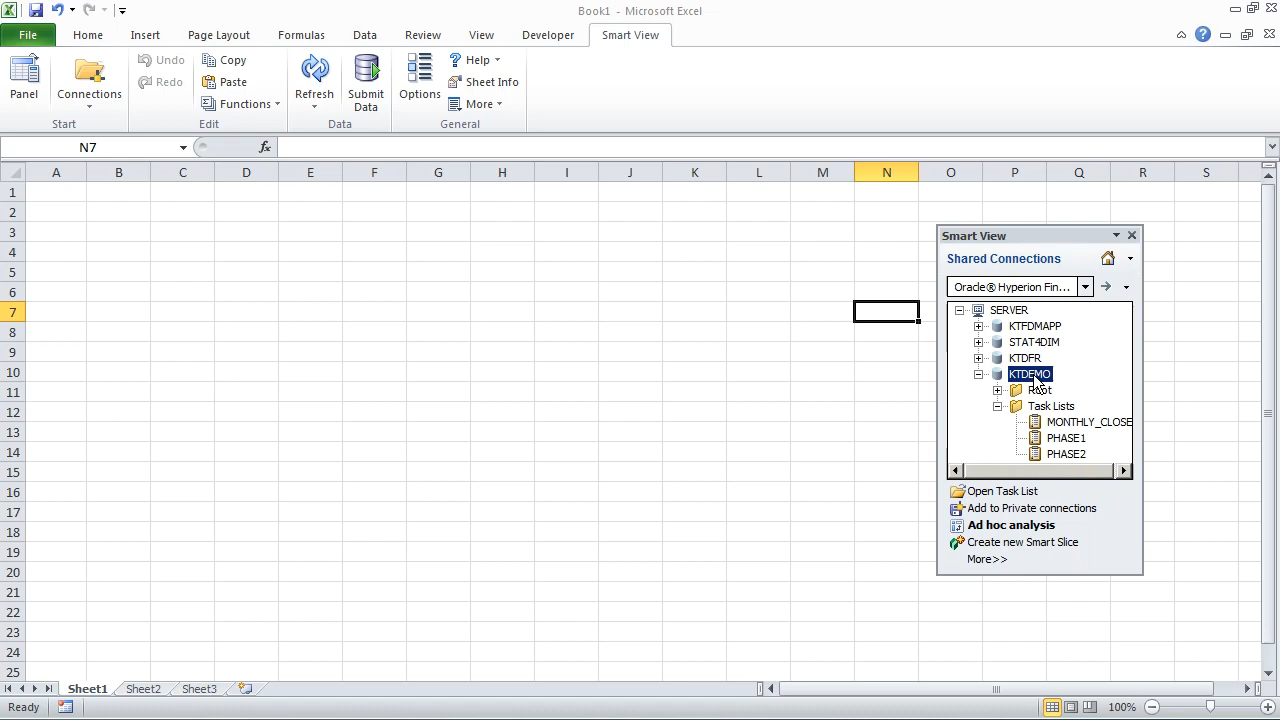 Book1 - Microsoft Excel
File Home Insert Page Layout Formulas Data Review View Developer Smart View
Panel
Connections
Undo
Redo
Copy
Paste
Functions
Refresh
Submit Data
Options
Help
Sheet Info
More
Start Edit Data General
N7 fx
A B C D E F G H I J K L M N O P Q R S
1
2
3
4
5
6
7
8
9
10
11
12
13
14
15
16
17
18
19
20
21
22
23
24
25
Smart View
Shared Connections
Oracle® Hyperion Fin...
SERVER
KTFDMAPP
STAT4DIM
KTDFR
KTDEMO
Root
Task Lists
MONTHLY_CLOSE
PHASE1
PHASE2
Open Task List
Add to Private connections
Ad hoc analysis
Create new Smart Slice
More>>
Sheet1 Sheet2 Sheet3
Ready 100%